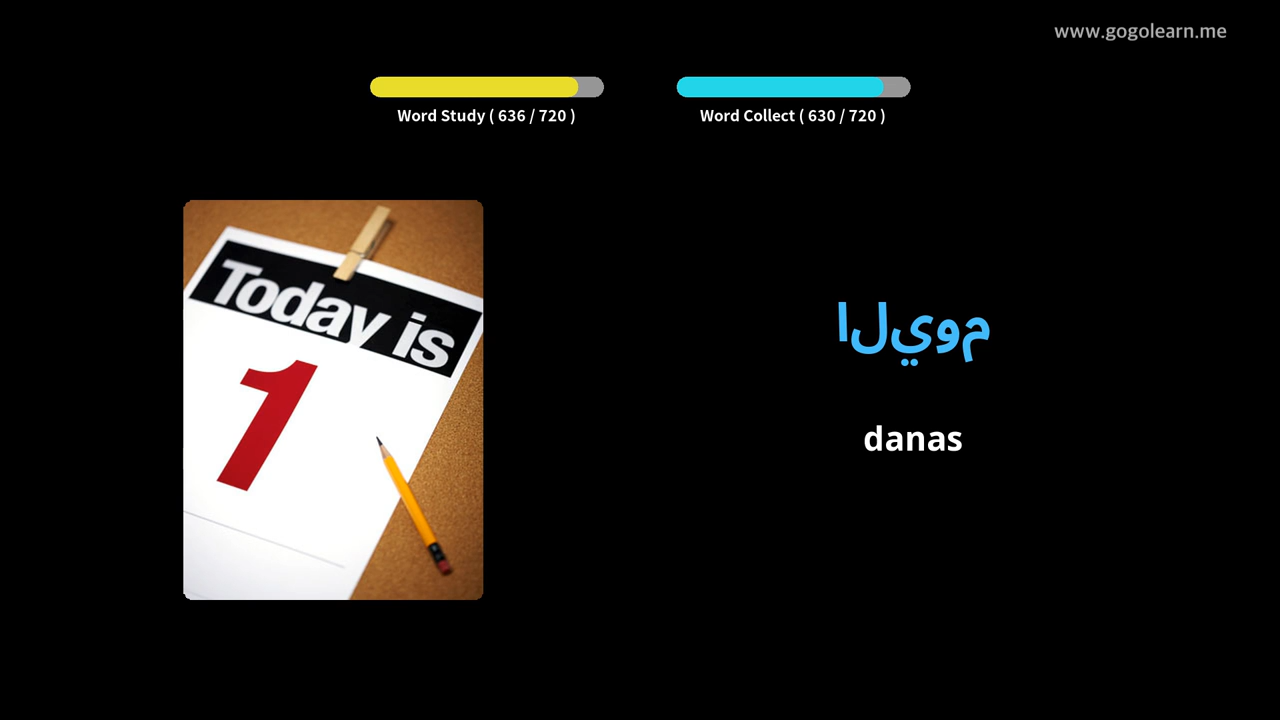 www.gogolearn.me
Word Study ( 636 / 720 )
Word Collect ( 630 / 720 )
Today is
1
اليوم
danas